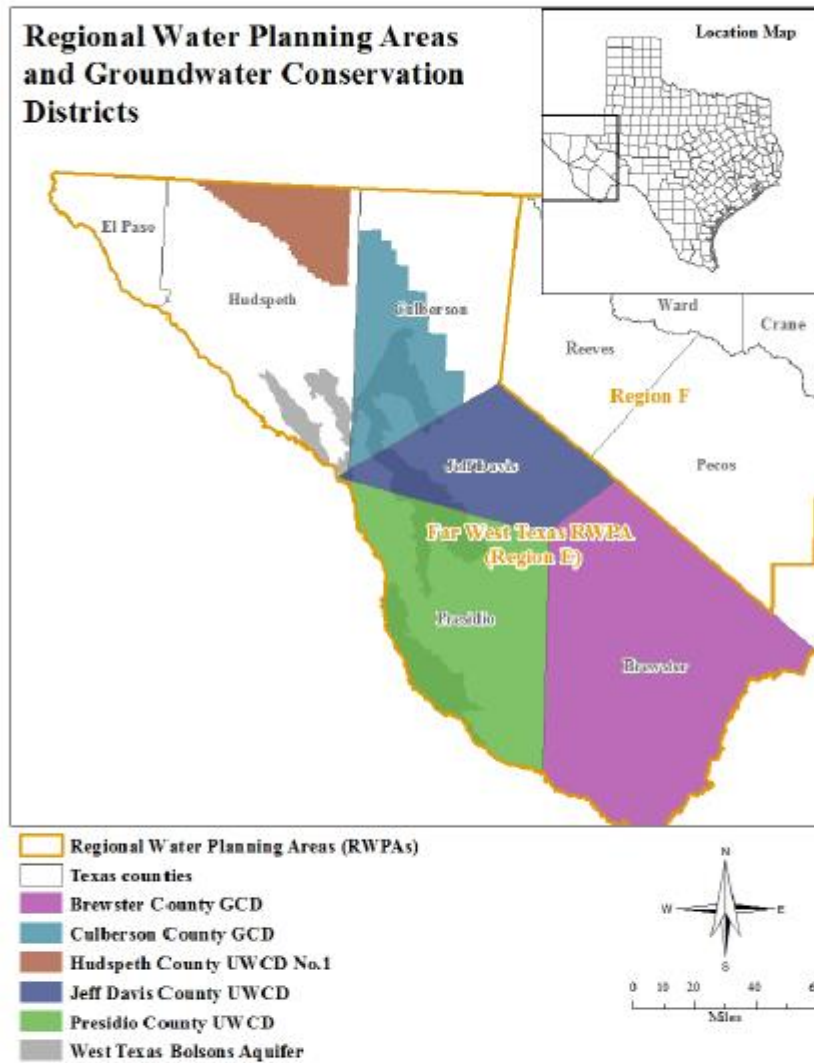 Regional Water Planning Areas
and Groundwater Conservation
Districts
Location Map
El Paso
Hudspeth
Culberson
Ward
Crane
Reeves
Region F
Pecos
Jeff Davis
Far West Texas RWPA
(Region E)
Presidio
Brewster
Regional Water Planning Areas (RWPAs)
Texas counties
Brewster County GCD
Culberson County GCD
Hudspeth County UWCD No.1
Jeff Davis County UWCD
Presidio County UWCD
West Texas Bolsons Aquifer
N
W E
S
0 10 20 40
Miles